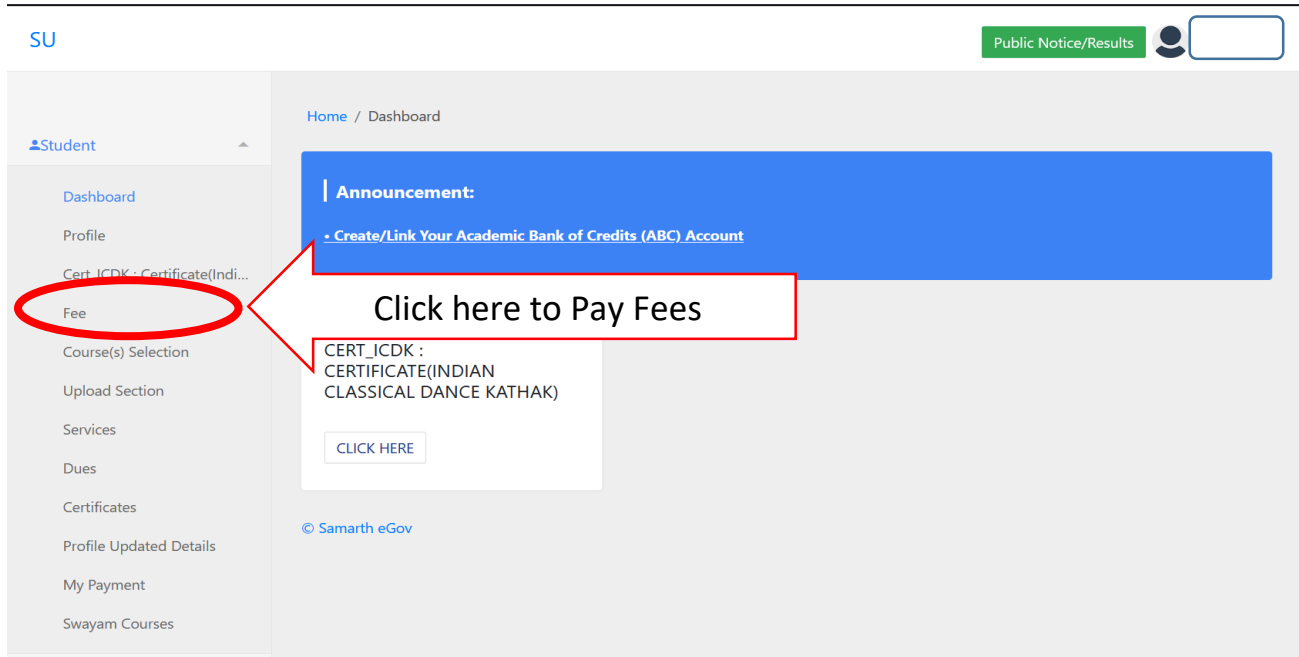 SU
Public Notice/Results
Student
Dashboard
Profile
Cert_ICDK : Certificate(Indi...
Fee
Course(s) Selection
Upload Section
Services
Dues
Certificates
Profile Updated Details
My Payment
Swayam Courses
Home / Dashboard
Announcement:
• Create/Link Your Academic Bank of Credits (ABC) Account
Click here to Pay Fees
CERT_ICDK :
CERTIFICATE(INDIAN
CLASSICAL DANCE KATHAK)
CLICK HERE
© Samarth eGov